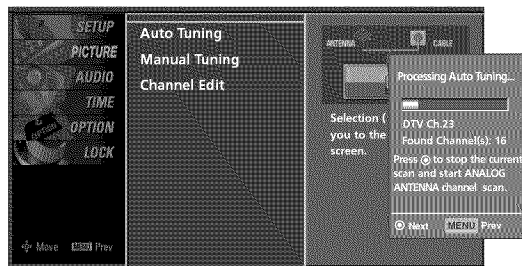 SETUP
PICTURE
AUDIO
TIME
OPTION
LOCK
Move MENU Prev
Auto Tuning
Manual Tuning
Channel Edit
ANTENNA CABLE
Selection (
you to the
screen.
Processing Auto Tuning...
DTV Ch.23
Found Channel(s): 16
Press ⊙ to stop the current
scan and start ANALOG
ANTENNA channel scan.
⊙ Next MENU Prev